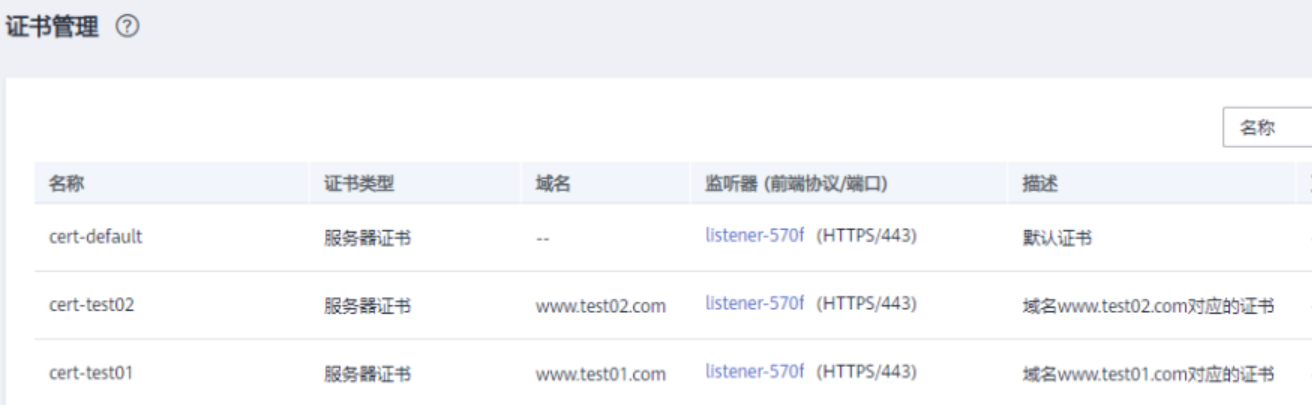 证书管理 ?
名称
名称 证书类型 域名 监听器 (前端协议/端口) 描述
cert-default 服务器证书 -- listener-570f (HTTPS/443) 默认证书
cert-test02 服务器证书 www.test02.com listener-570f (HTTPS/443) 域名www.test02.com对应的证书
cert-test01 服务器证书 www.test01.com listener-570f (HTTPS/443) 域名www.test01.com对应的证书